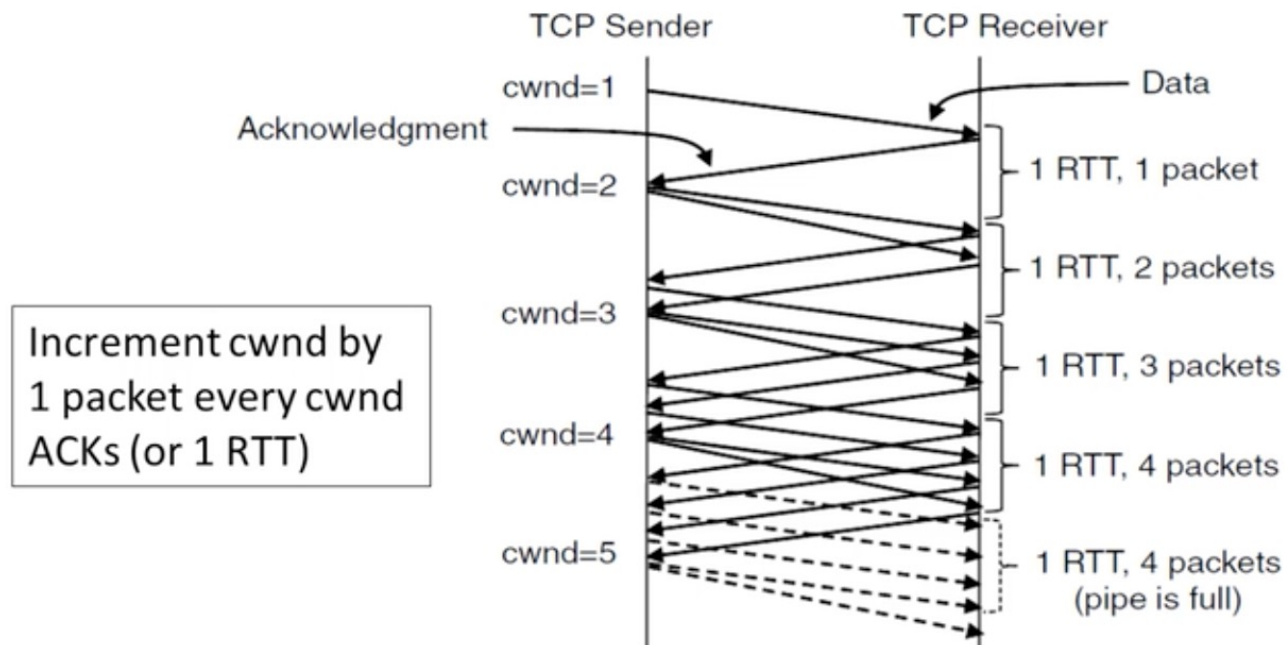 TCP Sender
TCP Receiver
cwnd=1
Data
Acknowledgment
1 RTT, 1 packet
cwnd=2
1 RTT, 2 packets
cwnd=3
Increment cwnd by
1 packet every cwnd
ACKs (or 1 RTT)
1 RTT, 3 packets
cwnd=4
1 RTT, 4 packets
cwnd=5
1 RTT, 4 packets
(pipe is full)